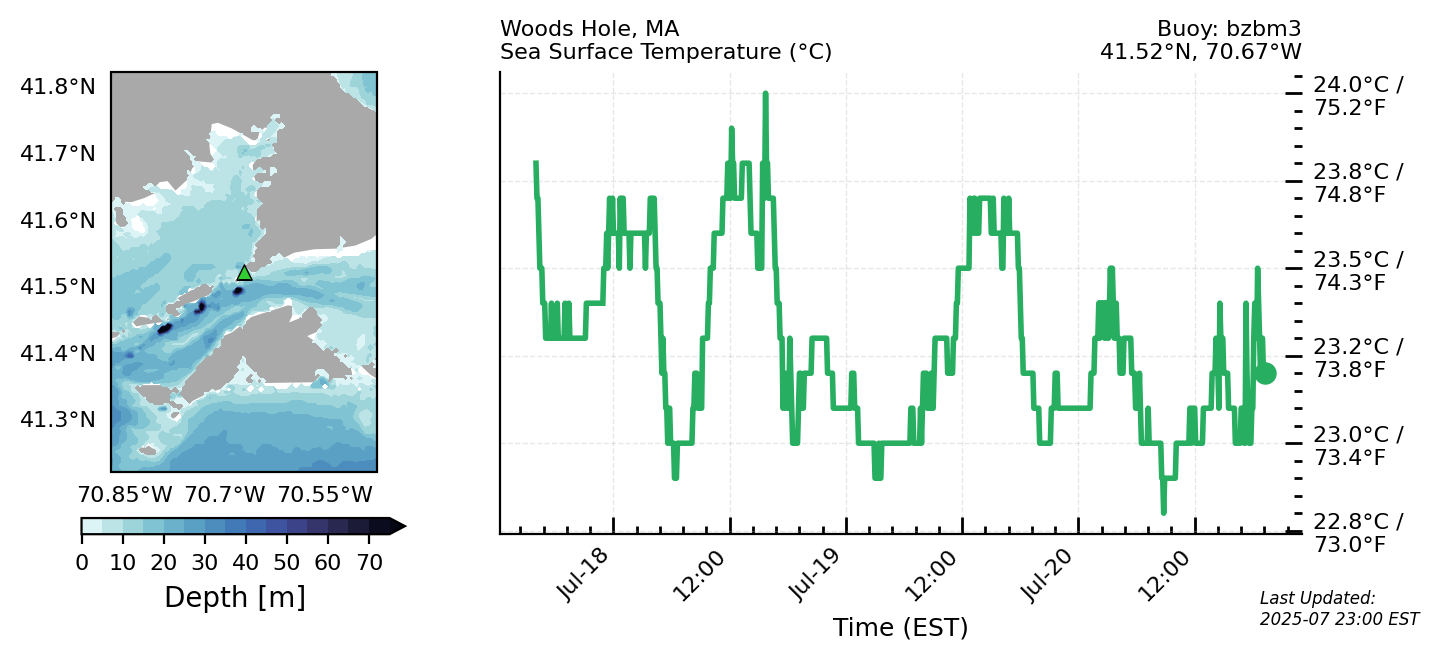 Woods Hole, MA
Sea Surface Temperature (°C)
Buoy: bzbm3
41.52°N, 70.67°W
41.8°N
41.7°N
41.6°N
41.5°N
41.4°N
41.3°N
70.85°W 70.7°W 70.55°W
0 10 20 30 40 50 60 70
Depth [m]
24.0°C /
75.2°F
23.8°C /
74.8°F
23.5°C /
74.3°F
23.2°C /
73.8°F
23.0°C /
73.4°F
22.8°C /
73.0°F
Jul-18 12:00 Jul-19 12:00 Jul-20 12:00
Time (EST)
Last Updated:
2025-07 23:00 EST